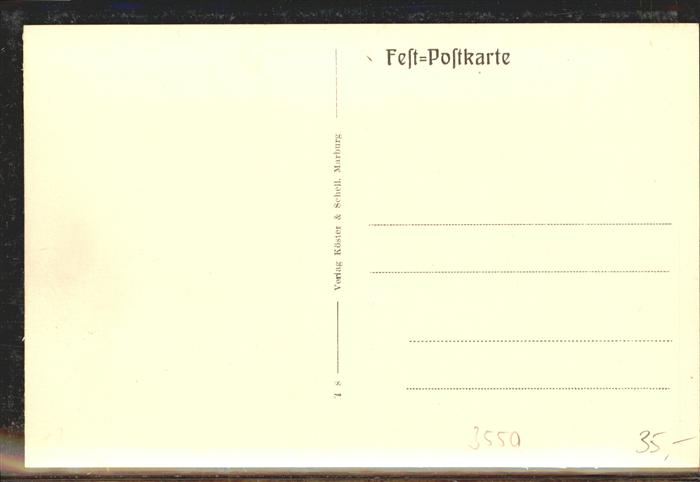 Feſt=Poſtkarte
Verlag Köster & Schell, Marburg
3550
35,–